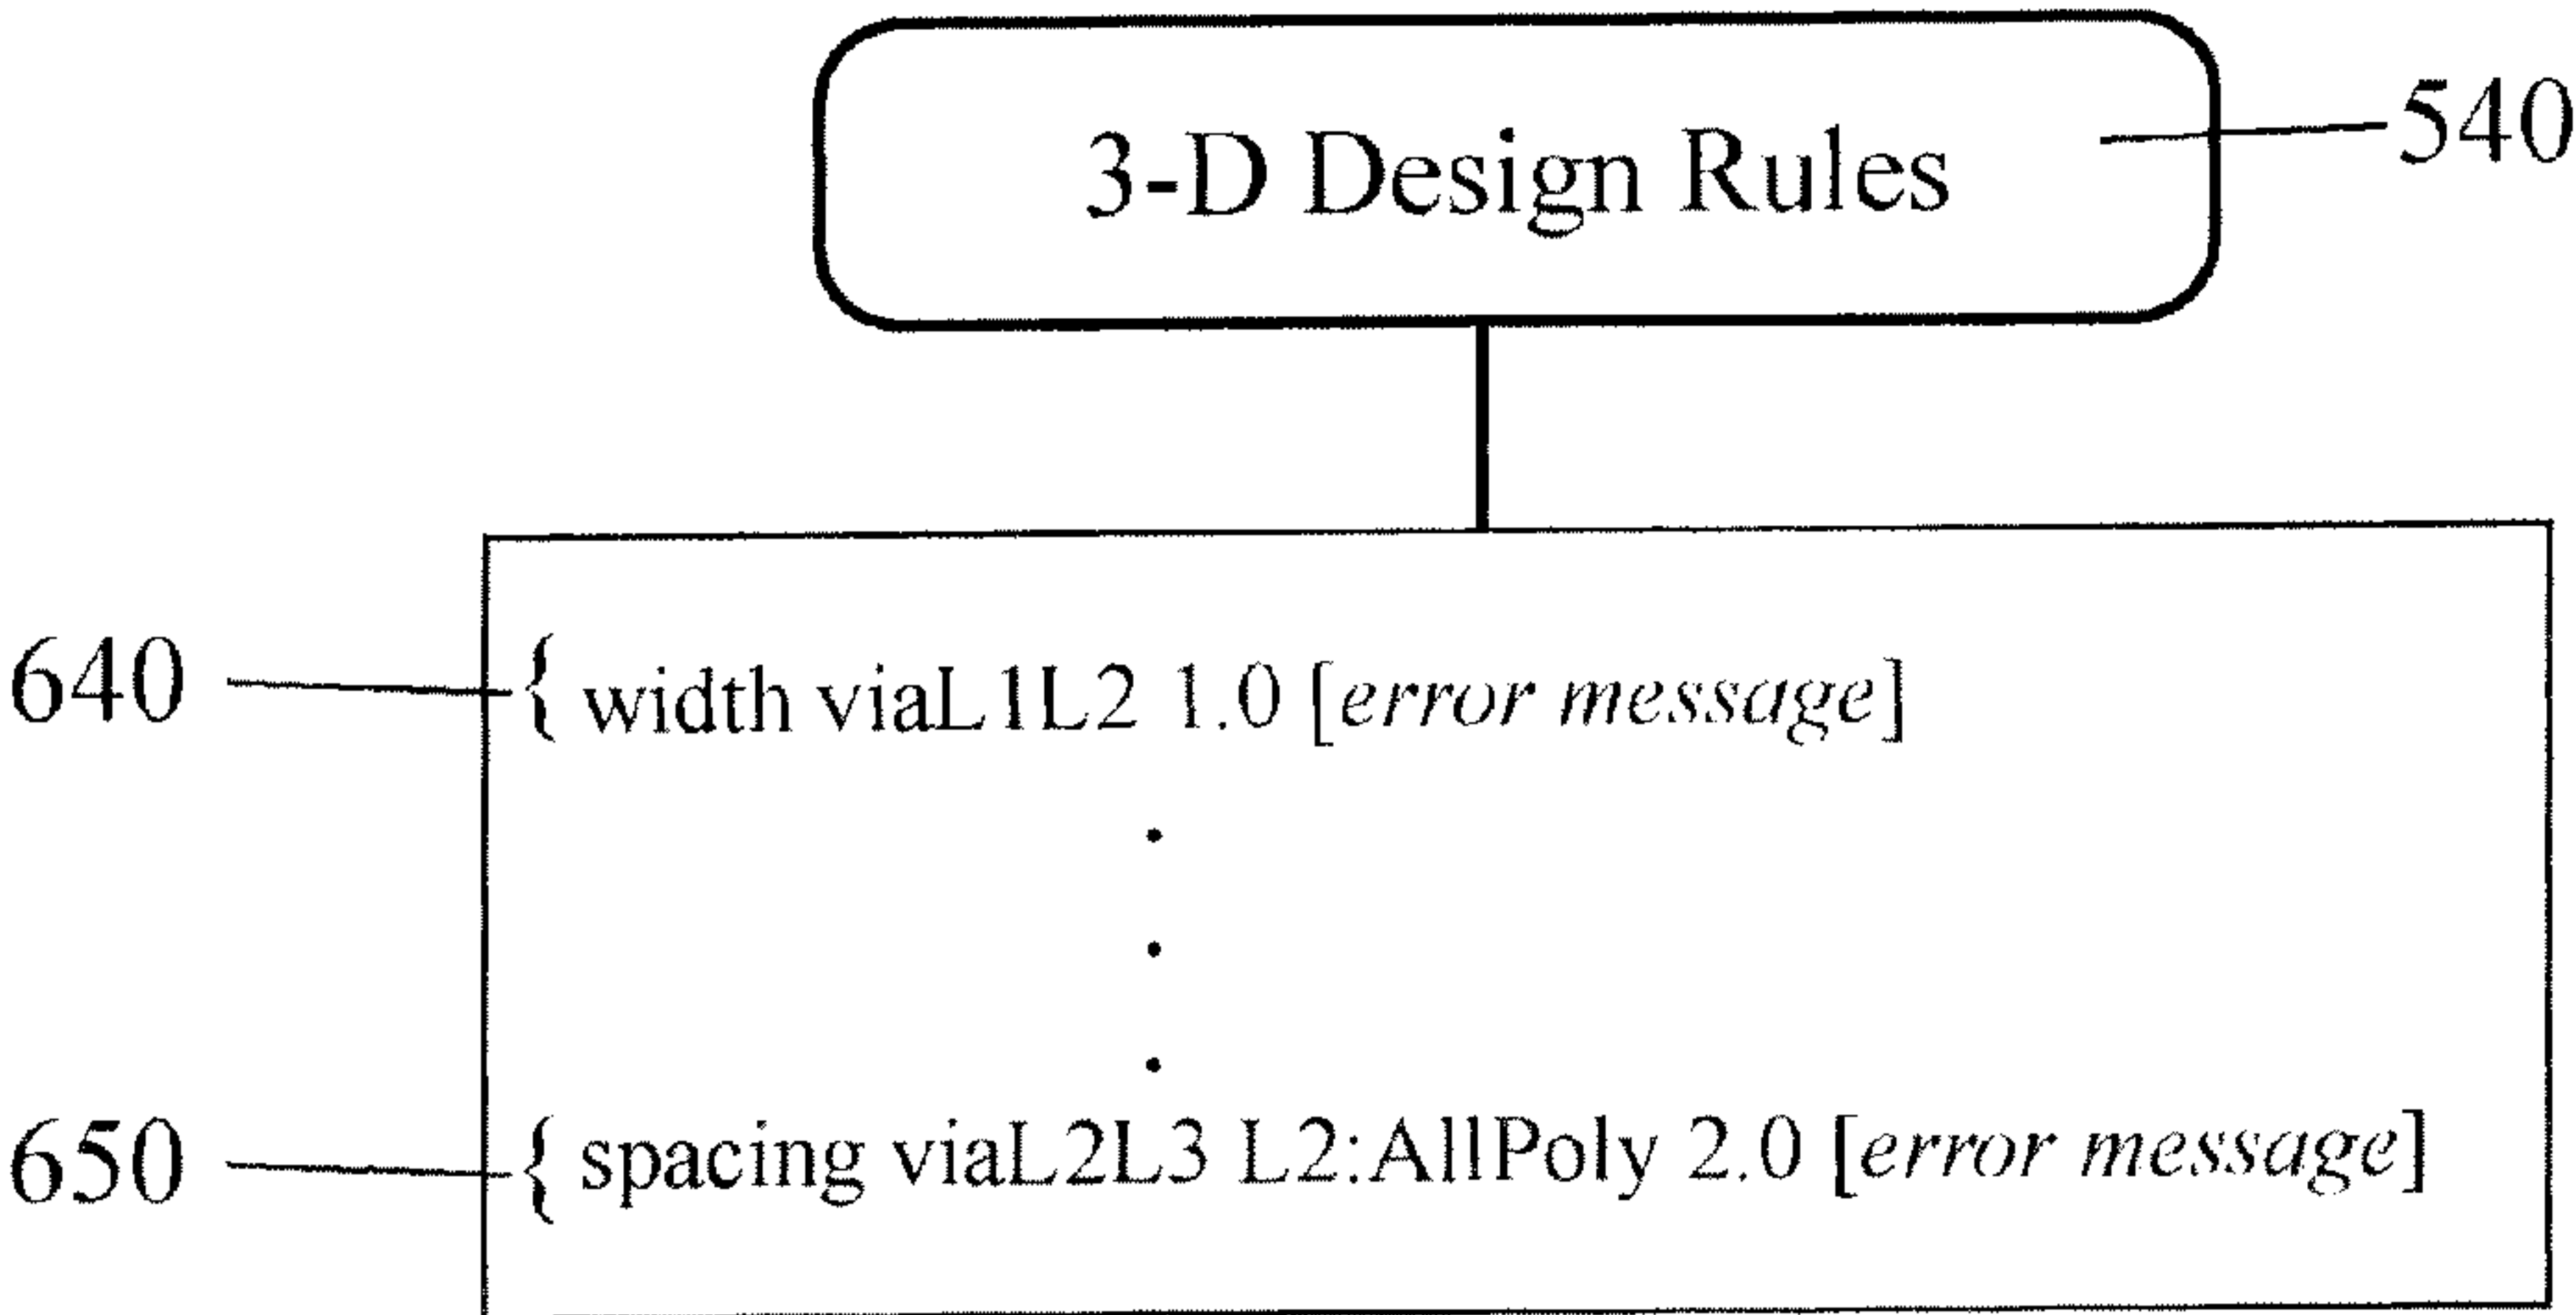 3-D Design Rules
540
640
{ width viaL1L2 1.0 [error message]
.
.
.
650
{ spacing viaL2L3 L2:AllPoly 2.0 [error message]